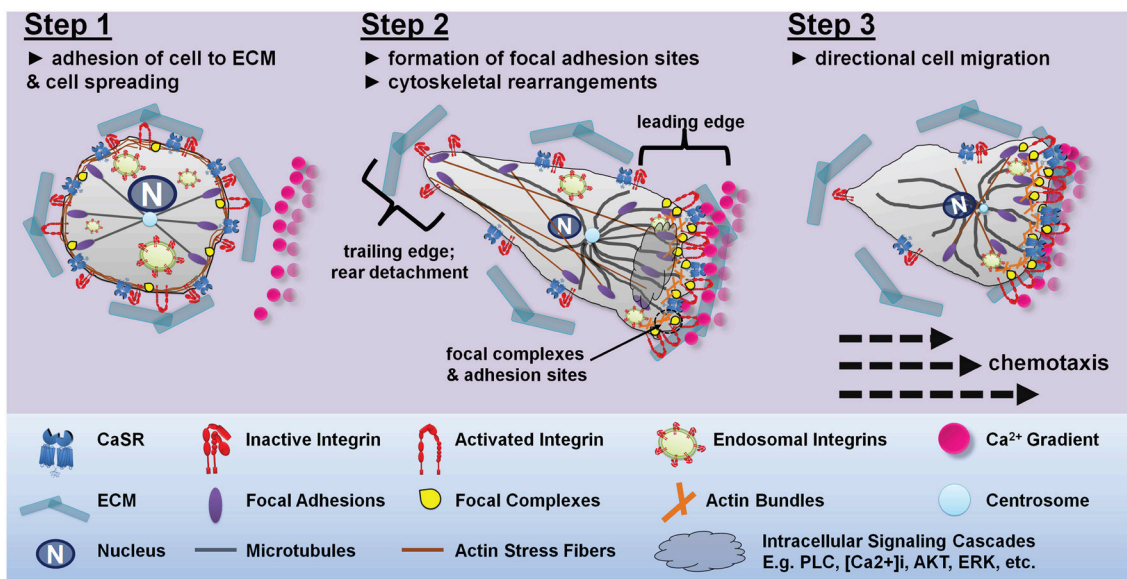 Step 1
► adhesion of cell to ECM
& cell spreading
N
Step 2
► formation of focal adhesion sites
► cytoskeletal rearrangements
leading edge
N
trailing edge;
rear detachment
focal complexes
& adhesion sites
Step 3
► directional cell migration
N
chemotaxis
CaSR
Inactive Integrin
Activated Integrin
Endosomal Integrins
Ca²⁺ Gradient
ECM
Focal Adhesions
Focal Complexes
Actin Bundles
Centrosome
N
Nucleus
Microtubules
Actin Stress Fibers
Intracellular Signaling Cascades
E.g. PLC, [Ca2+]i, AKT, ERK, etc.